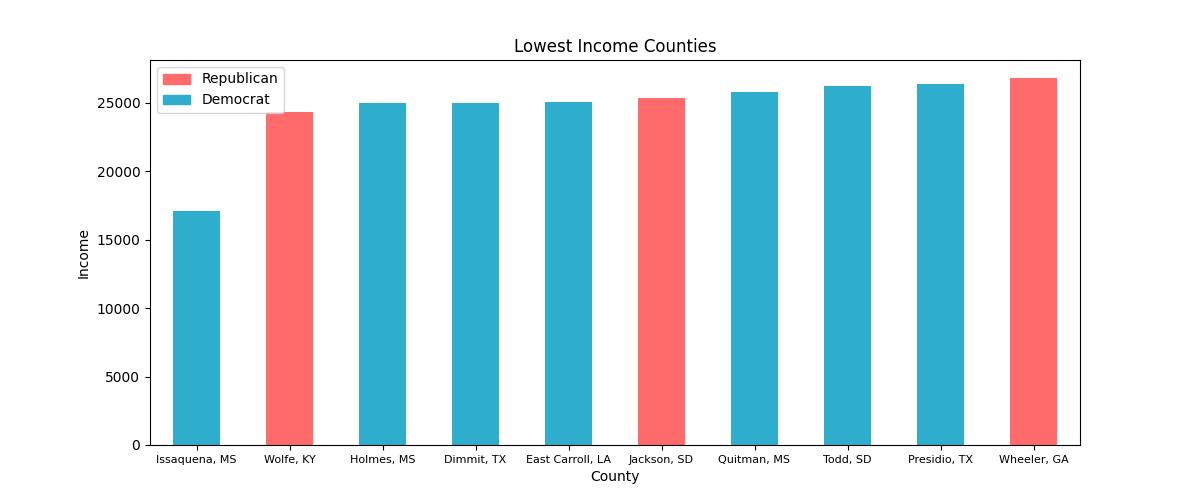 Lowest Income Counties
Republican
Democrat
25000
20000
15000
10000
5000
0
Income
Issaquena, MS
Wolfe, KY
Holmes, MS
Dimmit, TX
East Carroll, LA
Jackson, SD
Quitman, MS
Todd, SD
Presidio, TX
Wheeler, GA
County